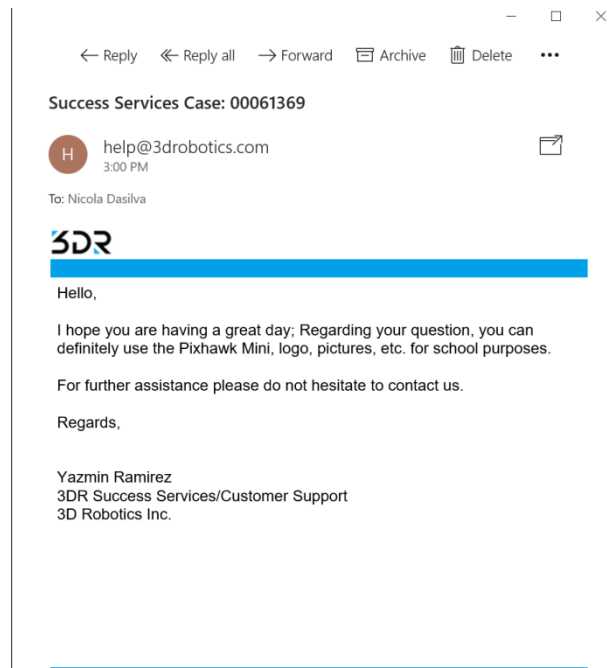 ← Reply Reply all → Forward Archive Delete •••
Success Services Case: 00061369
H
help@3drobotics.com
3:00 PM
To: Nicola Dasilva
3DR
Hello,
I hope you are having a great day; Regarding your question, you can
definitely use the Pixhawk Mini, logo, pictures, etc. for school purposes.
For further assistance please do not hesitate to contact us.
Regards,
Yazmin Ramirez
3DR Success Services/Customer Support
3D Robotics Inc.